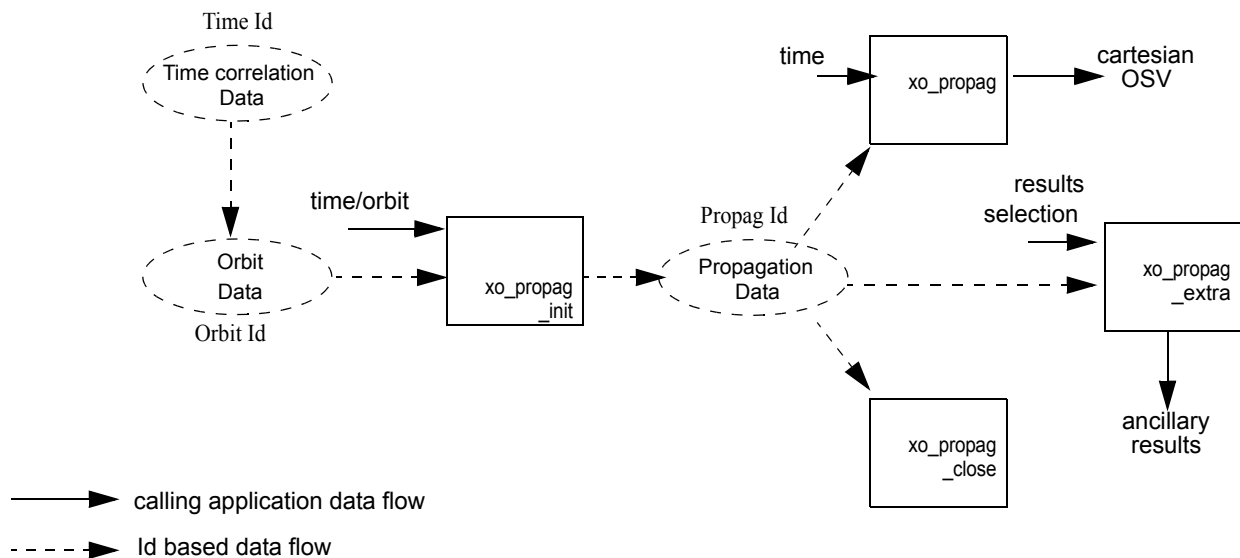 Time Id
Time correlation
Data
time
xo_propag
cartesian
OSV
time/orbit
results
selection
Propag Id
Orbit
Data
Orbit Id
xo_propag
_init
Propagation
Data
xo_propag
_extra
xo_propag
_close
ancillary
results
calling application data flow
Id based data flow